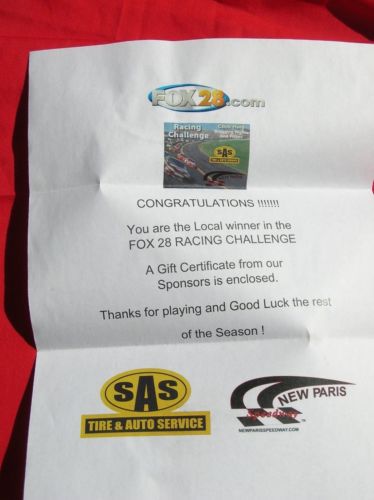 FOX28.com
Racing
Challenge
SAS
CONGRATULATIONS !!!!!!!
You are the Local winner in the
FOX 28 RACING CHALLENGE
A Gift Certificate from our
Sponsors is enclosed.
Thanks for playing and Good Luck the rest
of the Season !
SAS
TIRE & AUTO SERVICE
NEW PARIS
Speedway
NEWPARISSPEEDWAY.COM